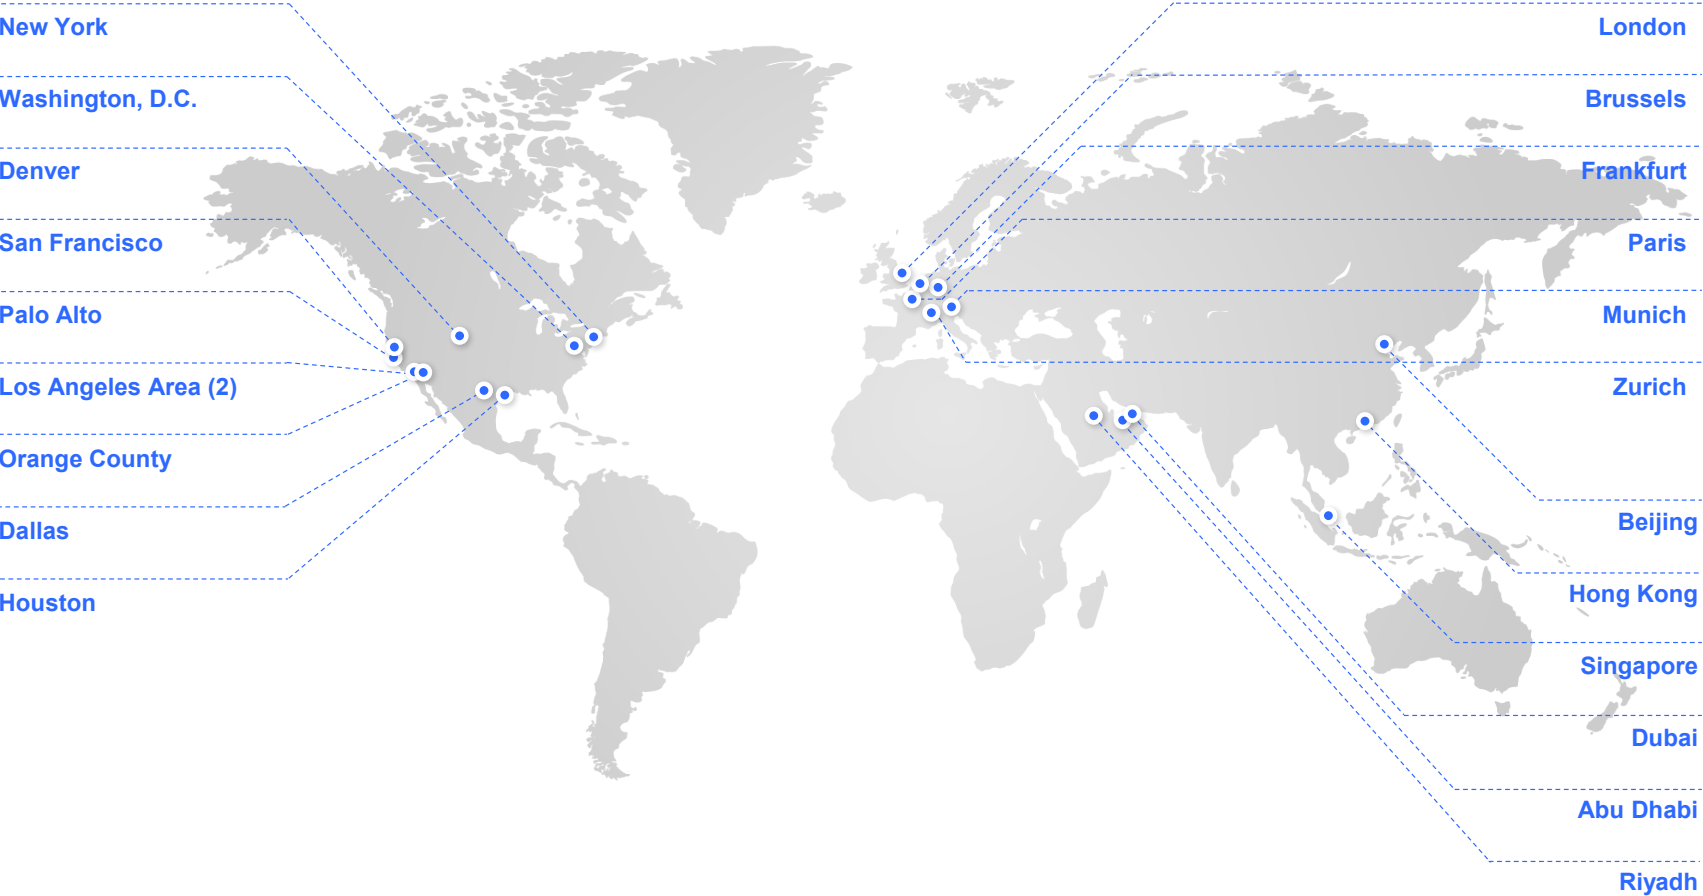 New York
Washington, D.C.
Denver
San Francisco
Palo Alto
Los Angeles Area (2)
Orange County
Dallas
Houston
London
Brussels
Frankfurt
Paris
Munich
Zurich
Beijing
Hong Kong
Singapore
Dubai
Abu Dhabi
Riyadh